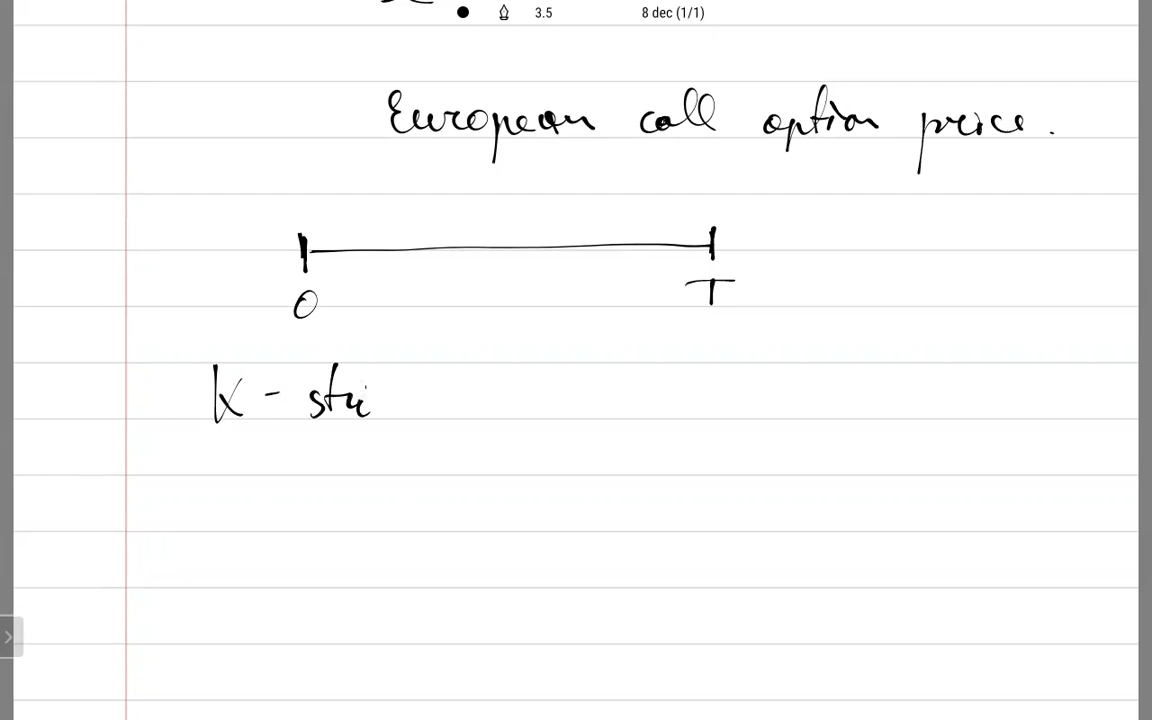 3.5 8 dec (1/1)
European call option price.
0 T
K - stri